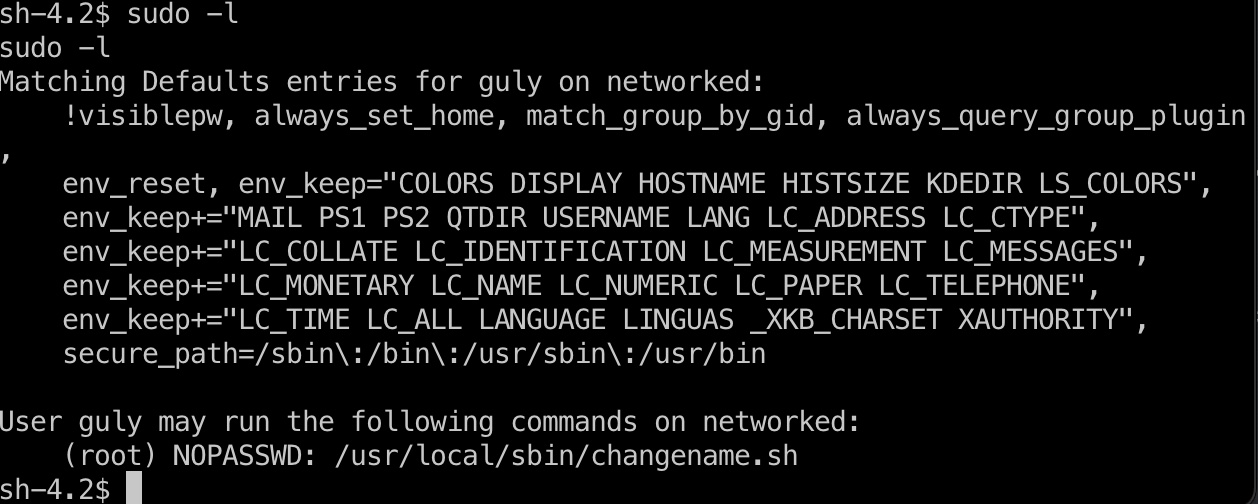 sh-4.2$ sudo -l
sudo -l
Matching Defaults entries for guly on networked:
    !visiblepw, always_set_home, match_group_by_gid, always_query_group_plugin
,
    env_reset, env_keep="COLORS DISPLAY HOSTNAME HISTSIZE KDEDIR LS_COLORS",
    env_keep+="MAIL PS1 PS2 QTDIR USERNAME LANG LC_ADDRESS LC_CTYPE",
    env_keep+="LC_COLLATE LC_IDENTIFICATION LC_MEASUREMENT LC_MESSAGES",
    env_keep+="LC_MONETARY LC_NAME LC_NUMERIC LC_PAPER LC_TELEPHONE",
    env_keep+="LC_TIME LC_ALL LANGUAGE LINGUAS _XKB_CHARSET XAUTHORITY",
    secure_path=/sbin\:/bin\:/usr/sbin\:/usr/bin

User guly may run the following commands on networked:
    (root) NOPASSWD: /usr/local/sbin/changename.sh
sh-4.2$